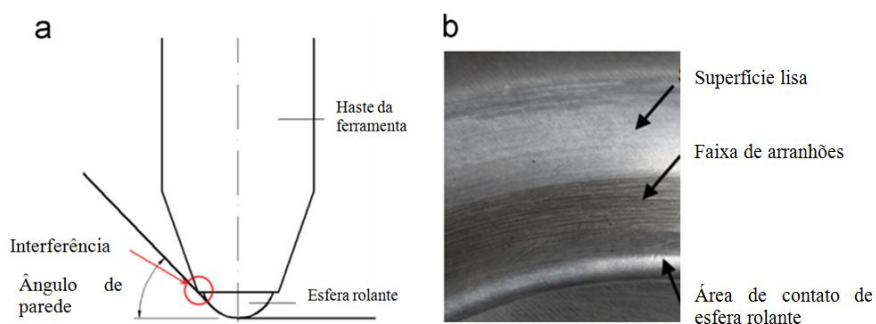 a
Haste da
ferramenta
Interferência
Ângulo de
parede
Esfera rolante
b
Superfície lisa
Faixa de arranhões
Área de contato de
esfera rolante